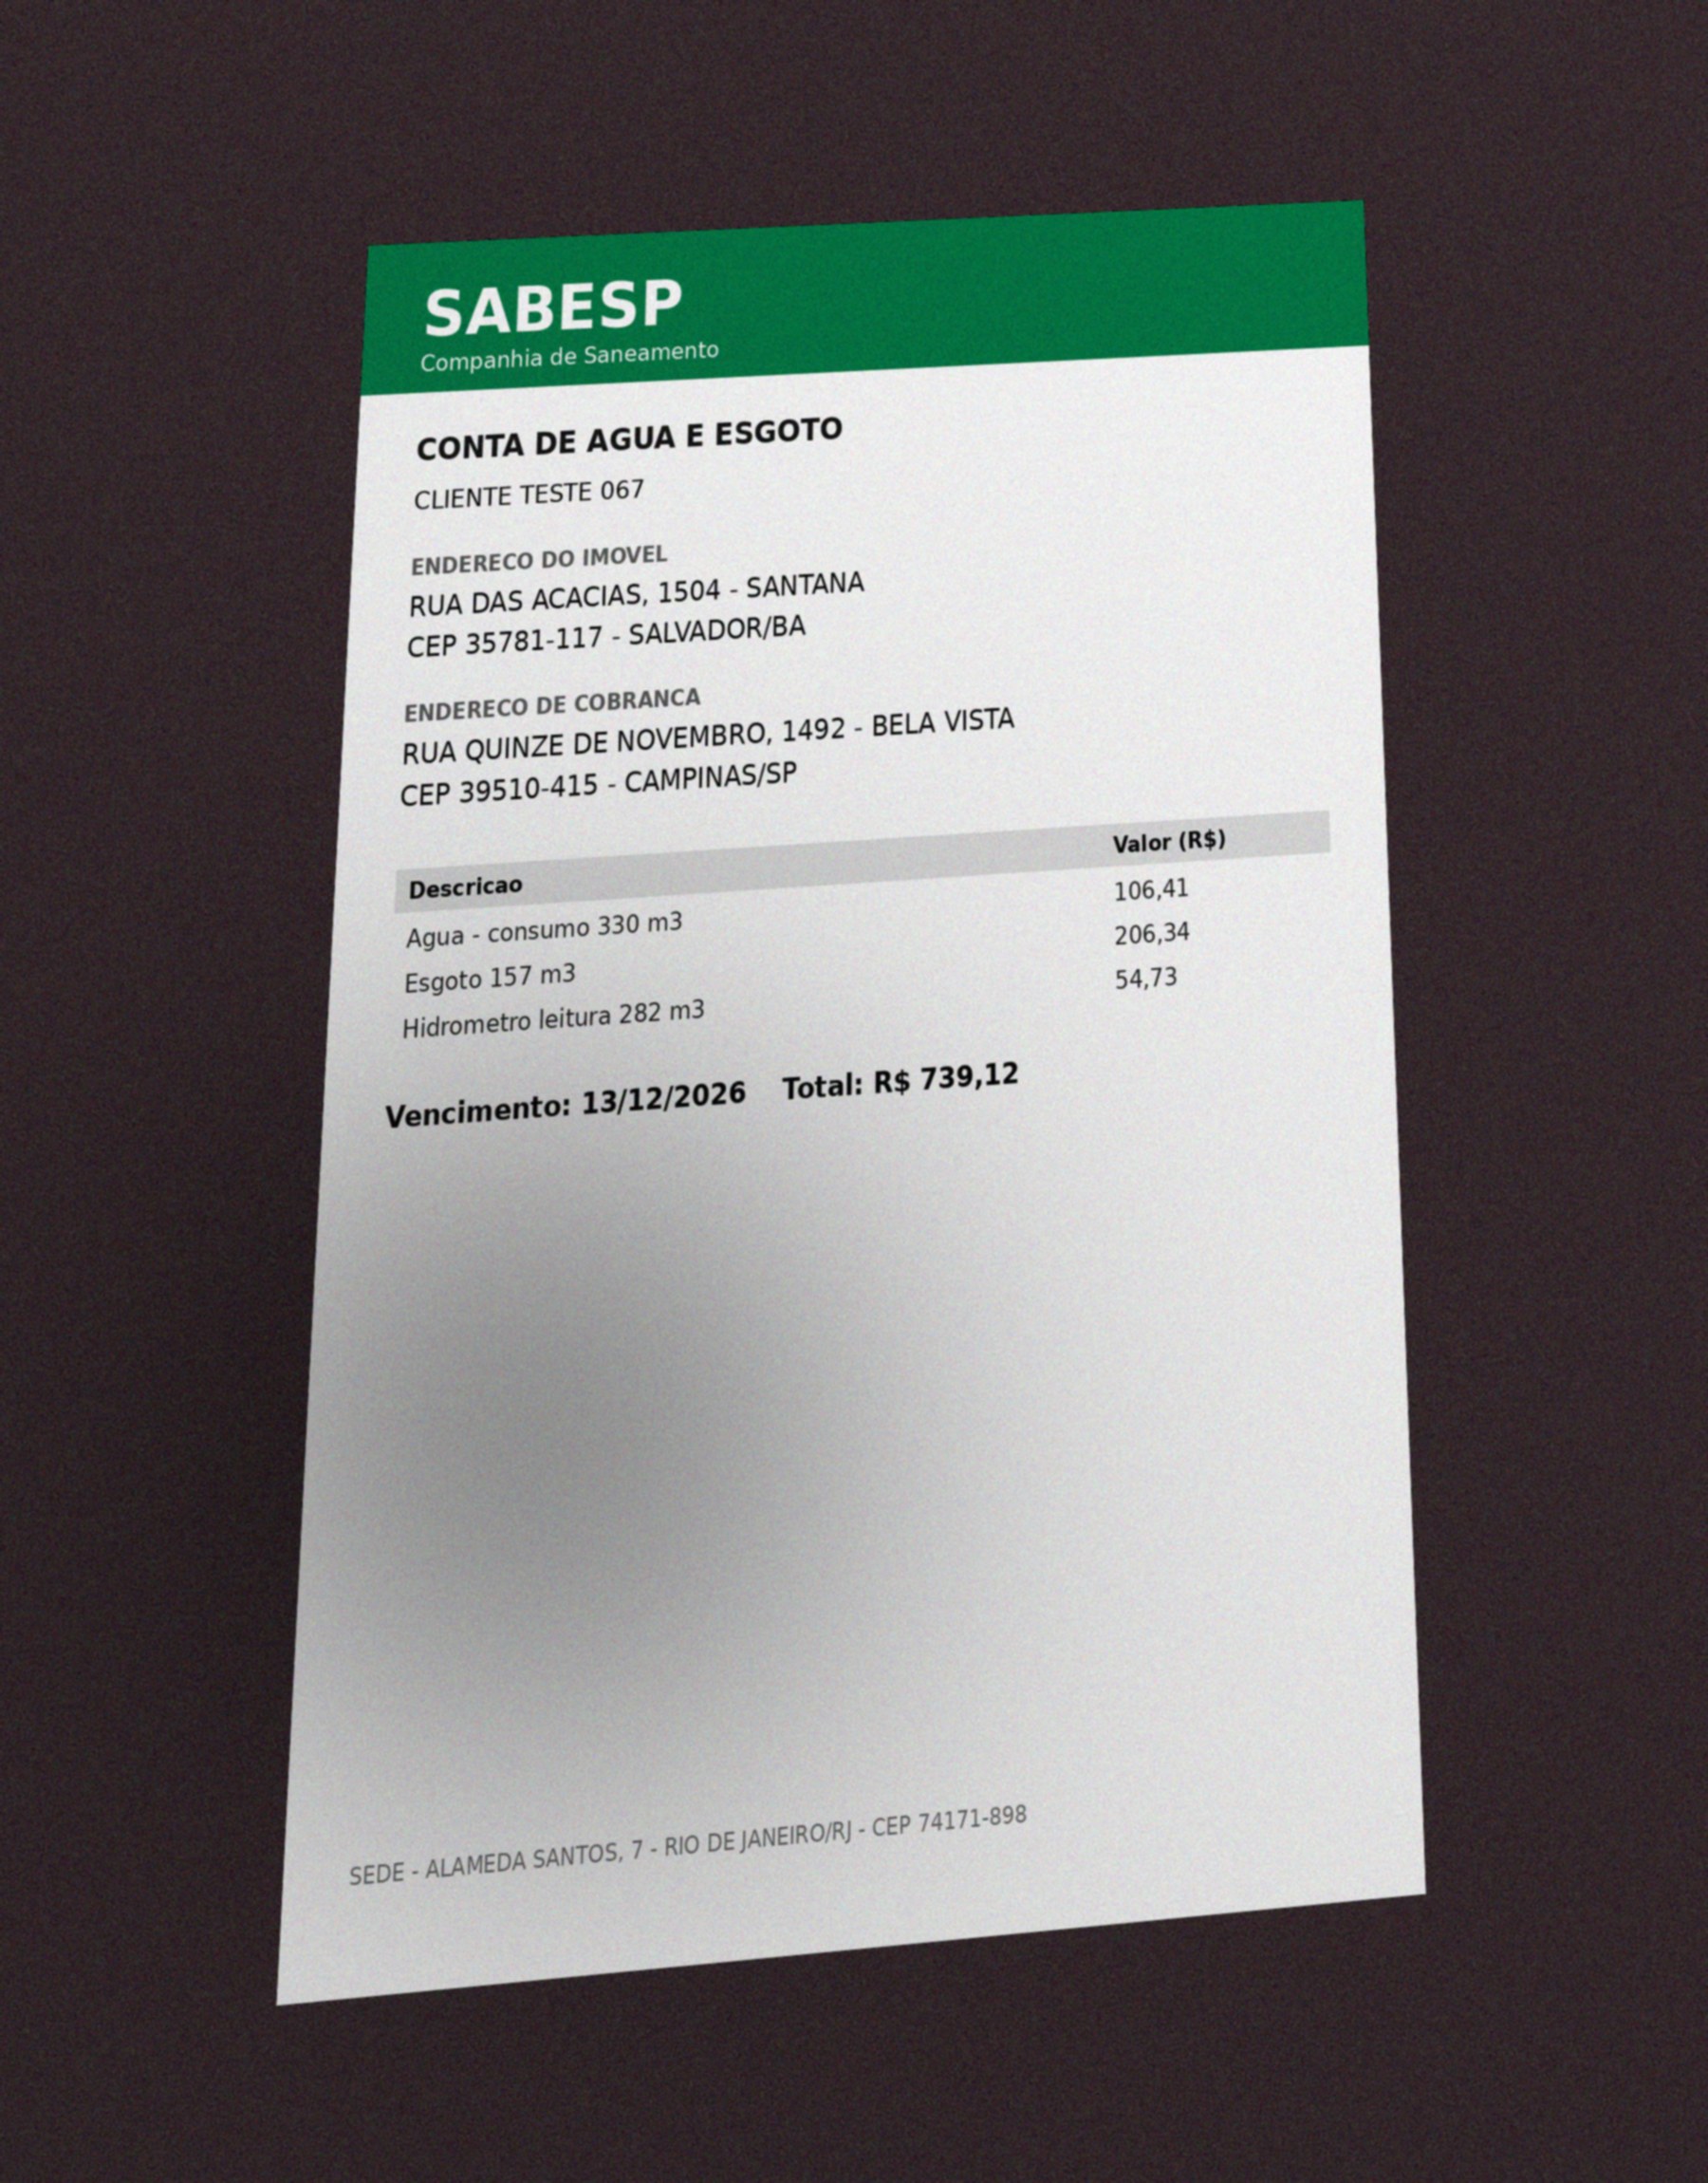 SABESP
Companhia de Saneamento
CONTA DE AGUA E ESGOTO
CLIENTE TESTE 067
ENDERECO DO IMOVEL
RUA DAS ACACIAS, 1504 - SANTANA
CEP 35781-117 - SALVADOR/BA
ENDERECO DE COBRANCA
RUA QUINZE DE NOVEMBRO, 1492 - BELA VISTA
CEP 39510-415 - CAMPINAS/SP
Descricao Valor (R$)
Agua - consumo 330 m3 106,41
Esgoto 157 m3 206,34
Hidrometro leitura 282 m3 54,73
Vencimento: 13/12/2026 Total: R$ 739,12
SEDE - ALAMEDA SANTOS, 7 - RIO DE JANEIRO/RJ - CEP 74171-898